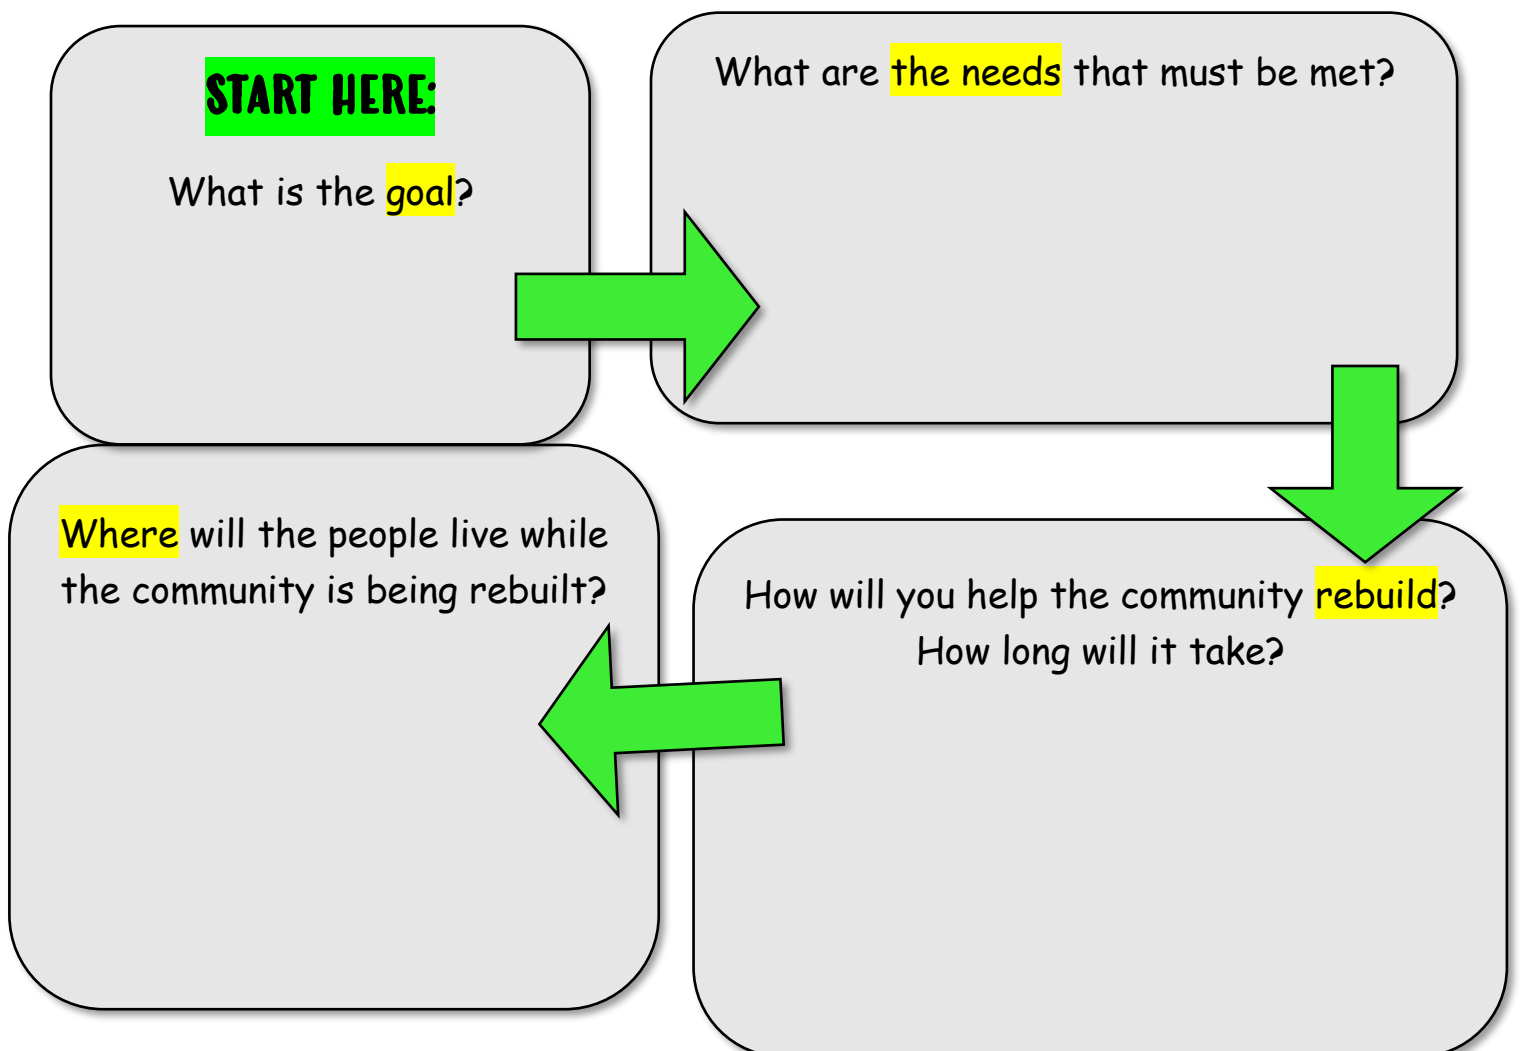 START HERE:
What is the goal?
What are the needs that must be met?
How will you help the community rebuild?
How long will it take?
Where will the people live while
the community is being rebuilt?